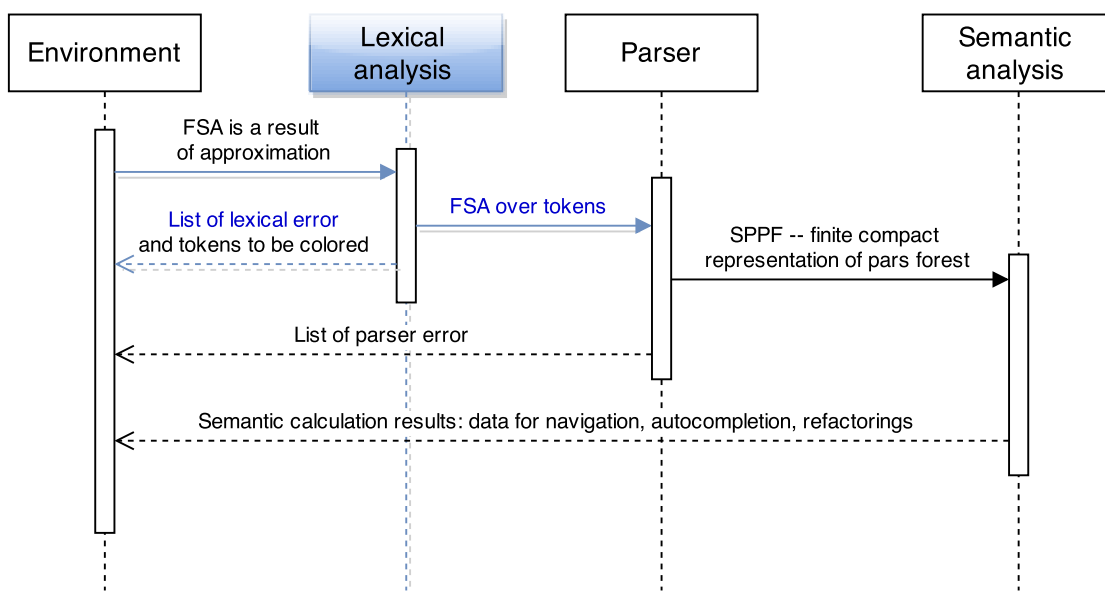 Environment
Lexical
analysis
Parser
Semantic
analysis
FSA is a result
of approximation
FSA over tokens
List of lexical error
and tokens to be colored
SPPF -- finite compact
representation of pars forest
List of parser error
Semantic calculation results: data for navigation, autocompletion, refactorings